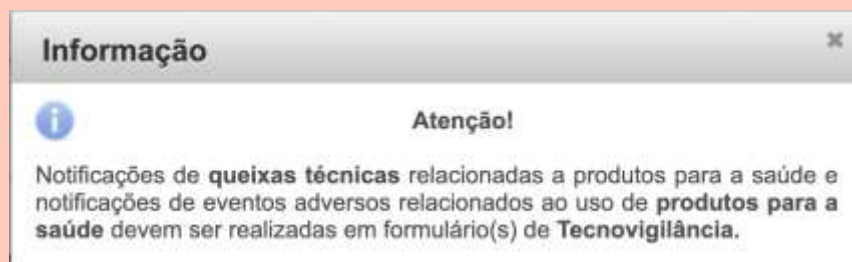 Informação
Atenção!
Notificações de queixas técnicas relacionadas a produtos para a saúde e
notificações de eventos adversos relacionados ao uso de produtos para a
saúde devem ser realizadas em formulário(s) de Tecnovigilância.